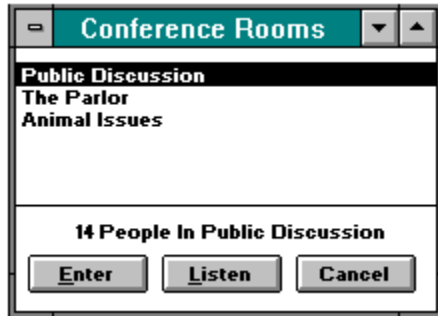 Conference Rooms
Public Discussion
The Parlor
Animal Issues
14 People In Public Discussion
Enter Listen Cancel